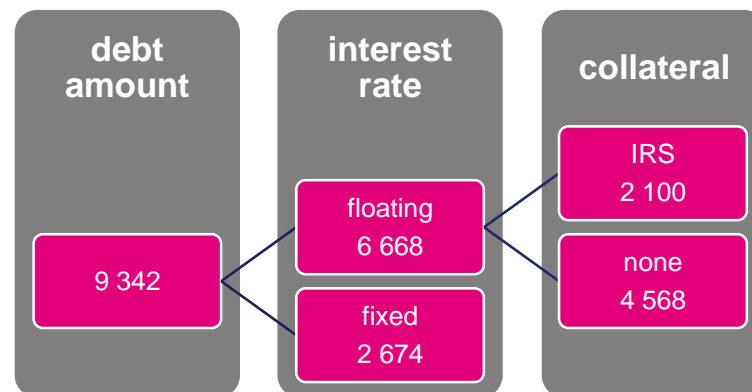 debt
amount
9 342
interest
rate
floating
6 668
fixed
2 674
collateral
IRS
2 100
none
4 568